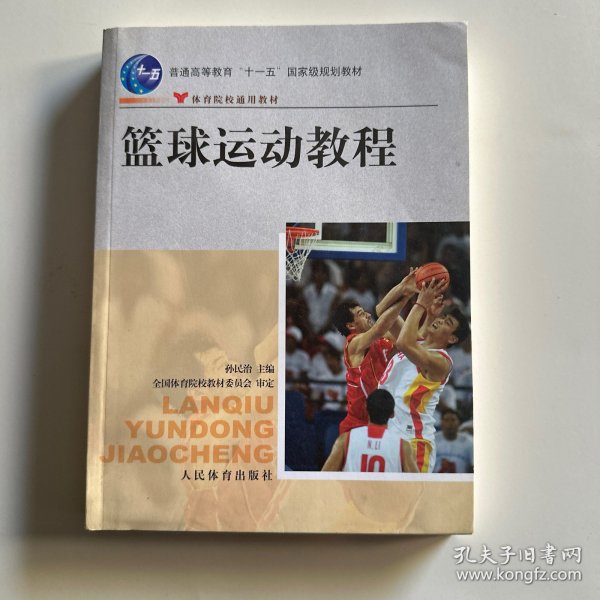 十一五
普通高等教育"十一五"国家级规划教材
体育院校通用教材
篮球运动教程
孙民治 主编
全国体育院校教材委员会 审定
LANQIU
YUNDONG
JIAOCHENG
人民体育出版社
N.LI
10
孔夫子旧书网
www.kongfz.com